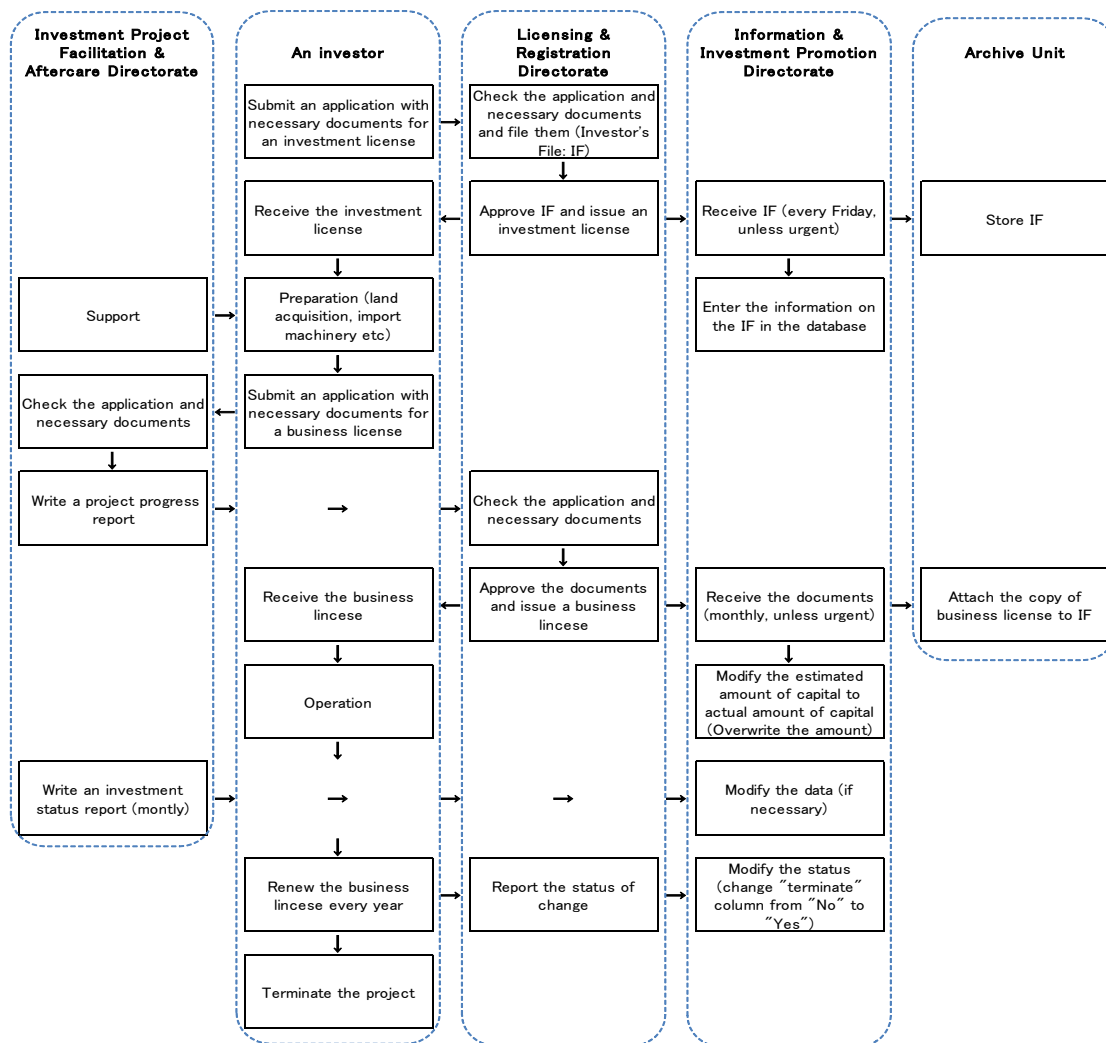 Investment Project
Facilitation &
Aftercare Directorate
An investor
Licensing &
Registration
Directorate
Information &
Investment Promotion
Directorate
Archive Unit
Submit an application with
necessary documents for
an investment license
→
Check the application and
necessary documents
and file them (Investor's
File: IF)
↓
Receive the investment
license
←
Approve IF and issue an
investment license
→
Receive IF (every Friday,
unless urgent)
→
Store IF
↓
↓
Support
→
Preparation (land
acquisition, import
machinery etc)
Enter the information on
the IF in the database
↓
Check the application and
necessary documents
←
Submit an application with
necessary documents for
a business license
↓
Write a project progress
report
→
→
→
Check the application and
necessary documents
↓
Receive the business
lincese
←
Approve the documents
and issue a business
lincese
→
Receive the documents
(monthly, unless urgent)
→
Attach the copy of
business license to IF
↓
↓
Operation
Modify the estimated
amount of capital to
actual amount of capital
(Overwrite the amount)
↓
Write an investment
status report (montly)
→
→
→
→
→
Modify the data (if
necessary)
↓
Renew the business
lincese every year
→
Report the status of
change
→
Modify the status
(change "terminate"
column from "No" to
"Yes")
↓
Terminate the project